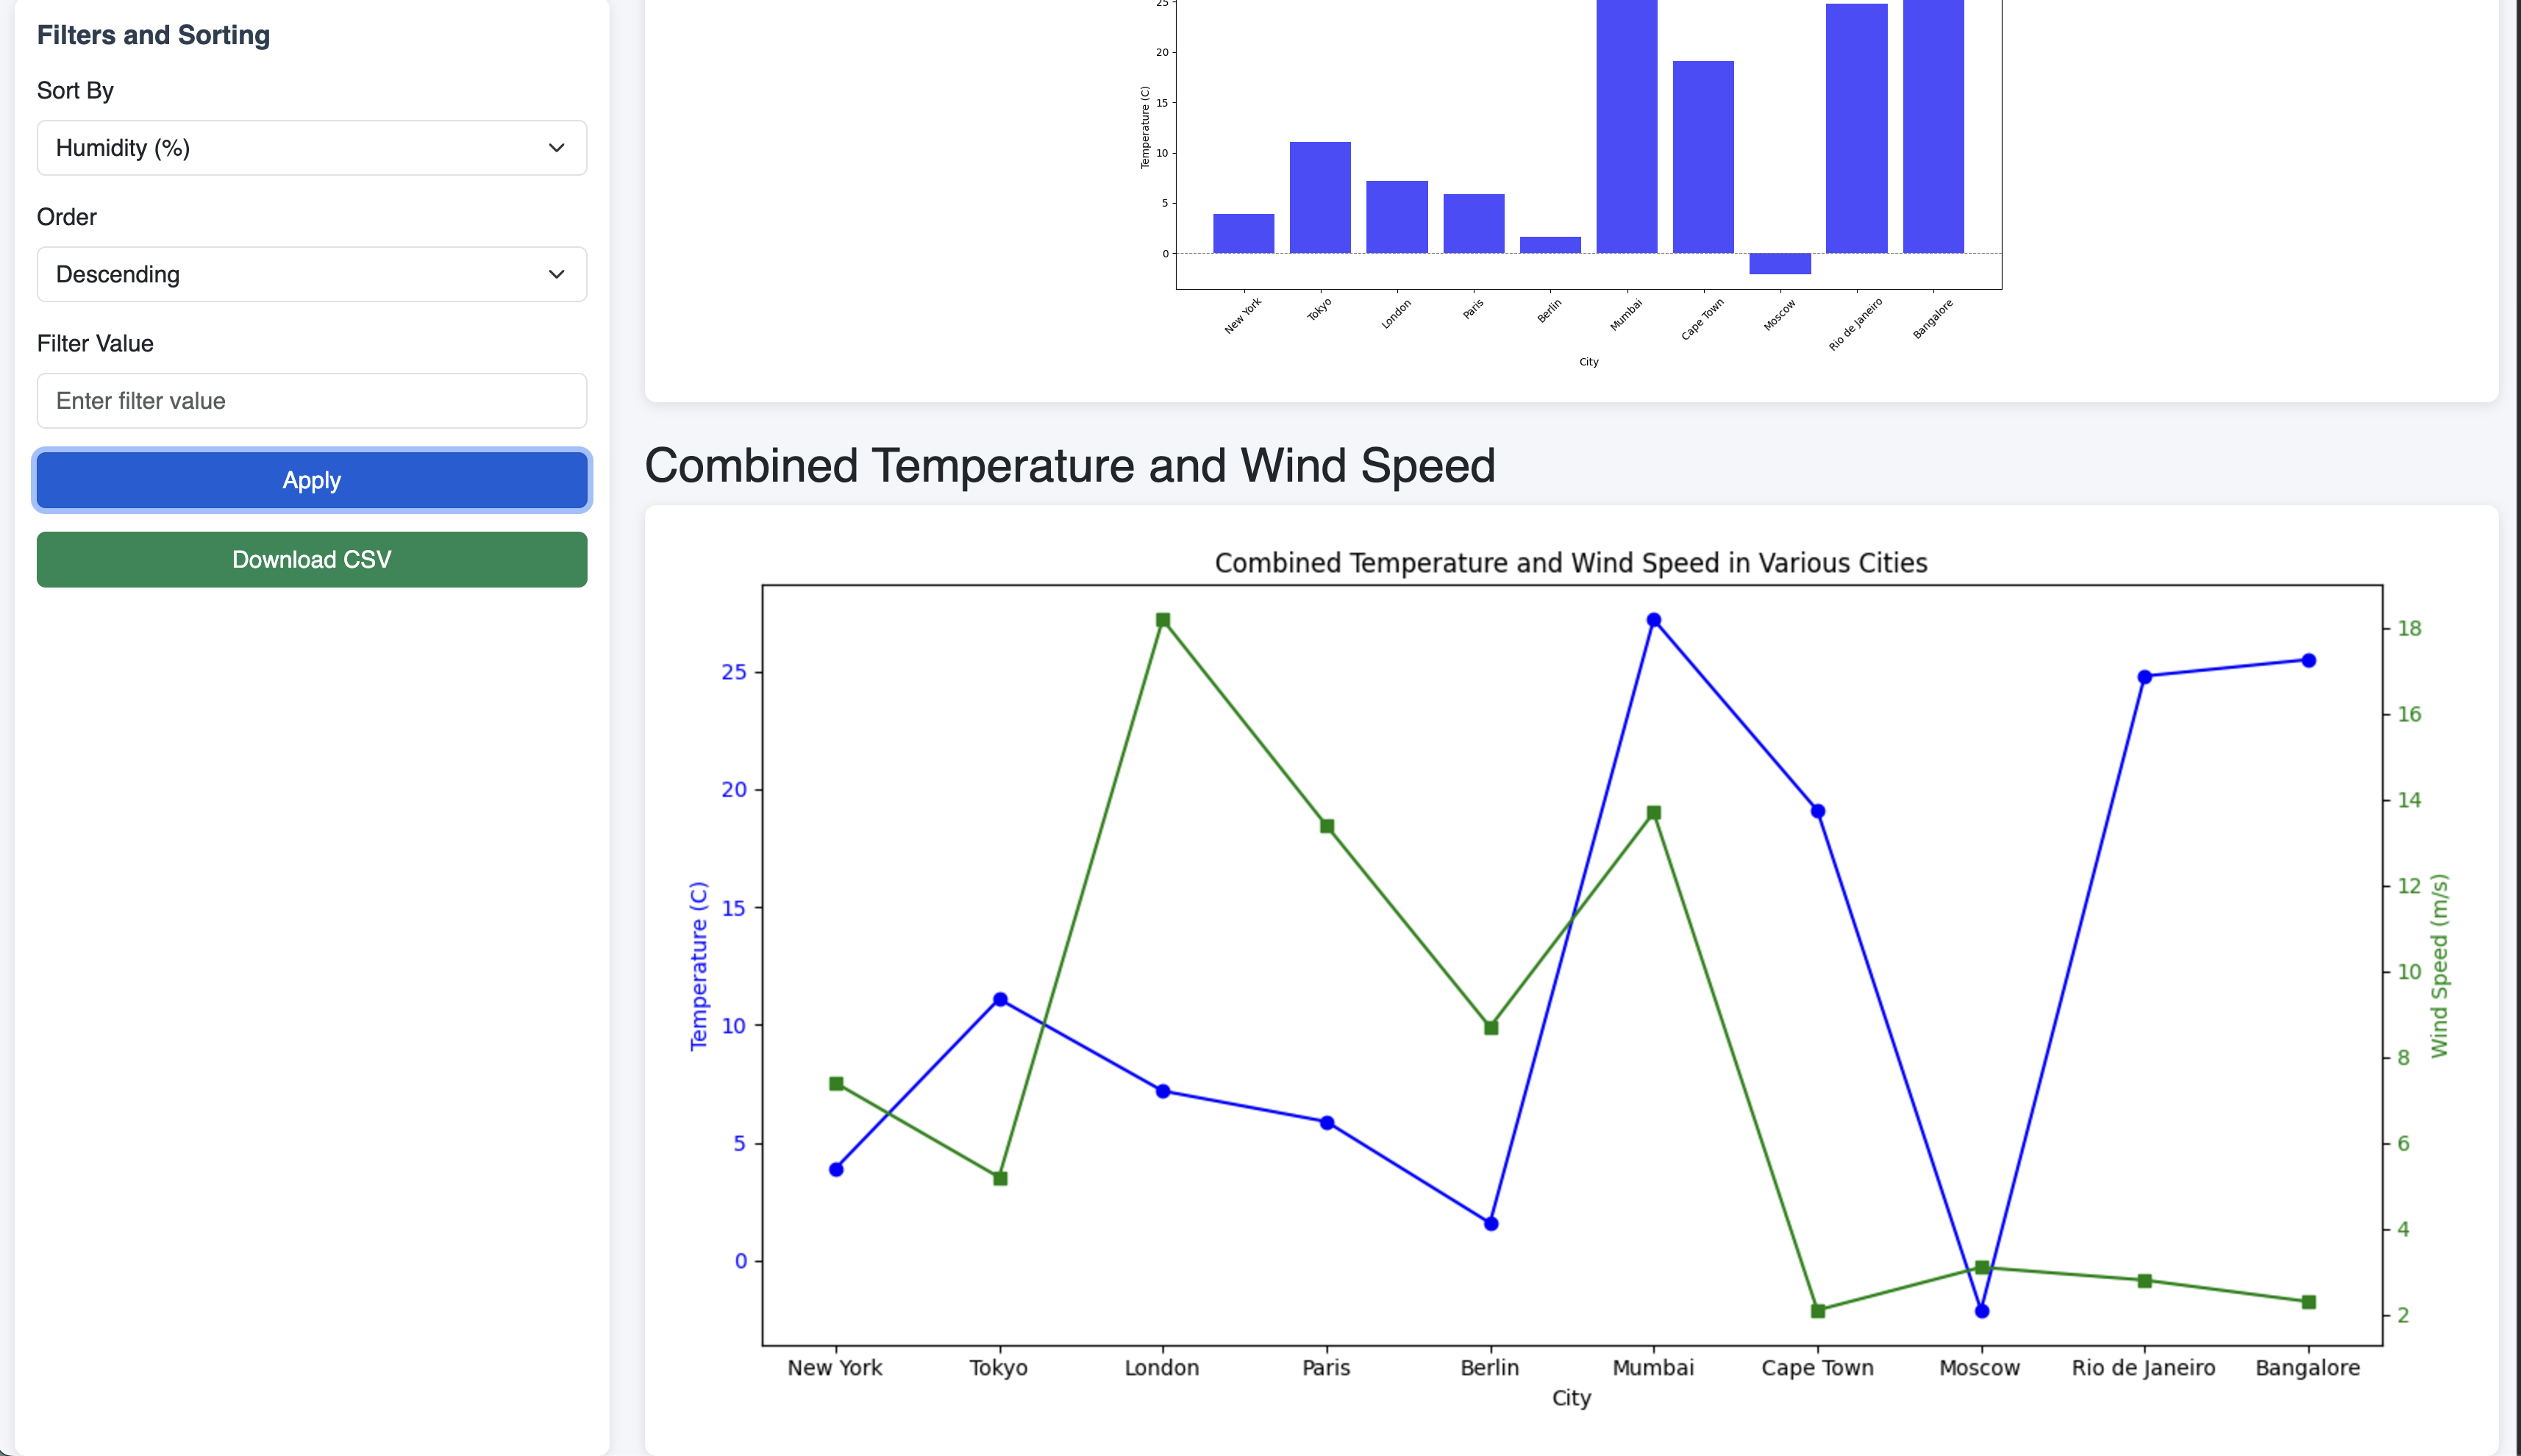 Filters and Sorting
Sort By
Humidity (%)
Order
Descending
Filter Value
Enter filter value
Apply
Download CSV
25
20
15
10
5
0
Temperature (C)
New York
Tokyo
London
Paris
Berlin
Mumbai
Cape Town
Moscow
Rio de Janeiro
Bangalore
City
Combined Temperature and Wind Speed
Combined Temperature and Wind Speed in Various Cities
25
20
15
10
5
0
Temperature (C)
18
16
14
12
10
8
6
4
2
Wind Speed (m/s)
New York
Tokyo
London
Paris
Berlin
Mumbai
Cape Town
Moscow
Rio de Janeiro
Bangalore
City